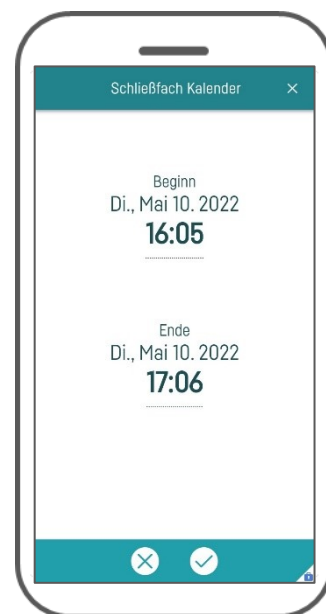 Schließfach Kalender
Beginn
Di., Mai 10. 2022
16:05
Ende
Di., Mai 10. 2022
17:06